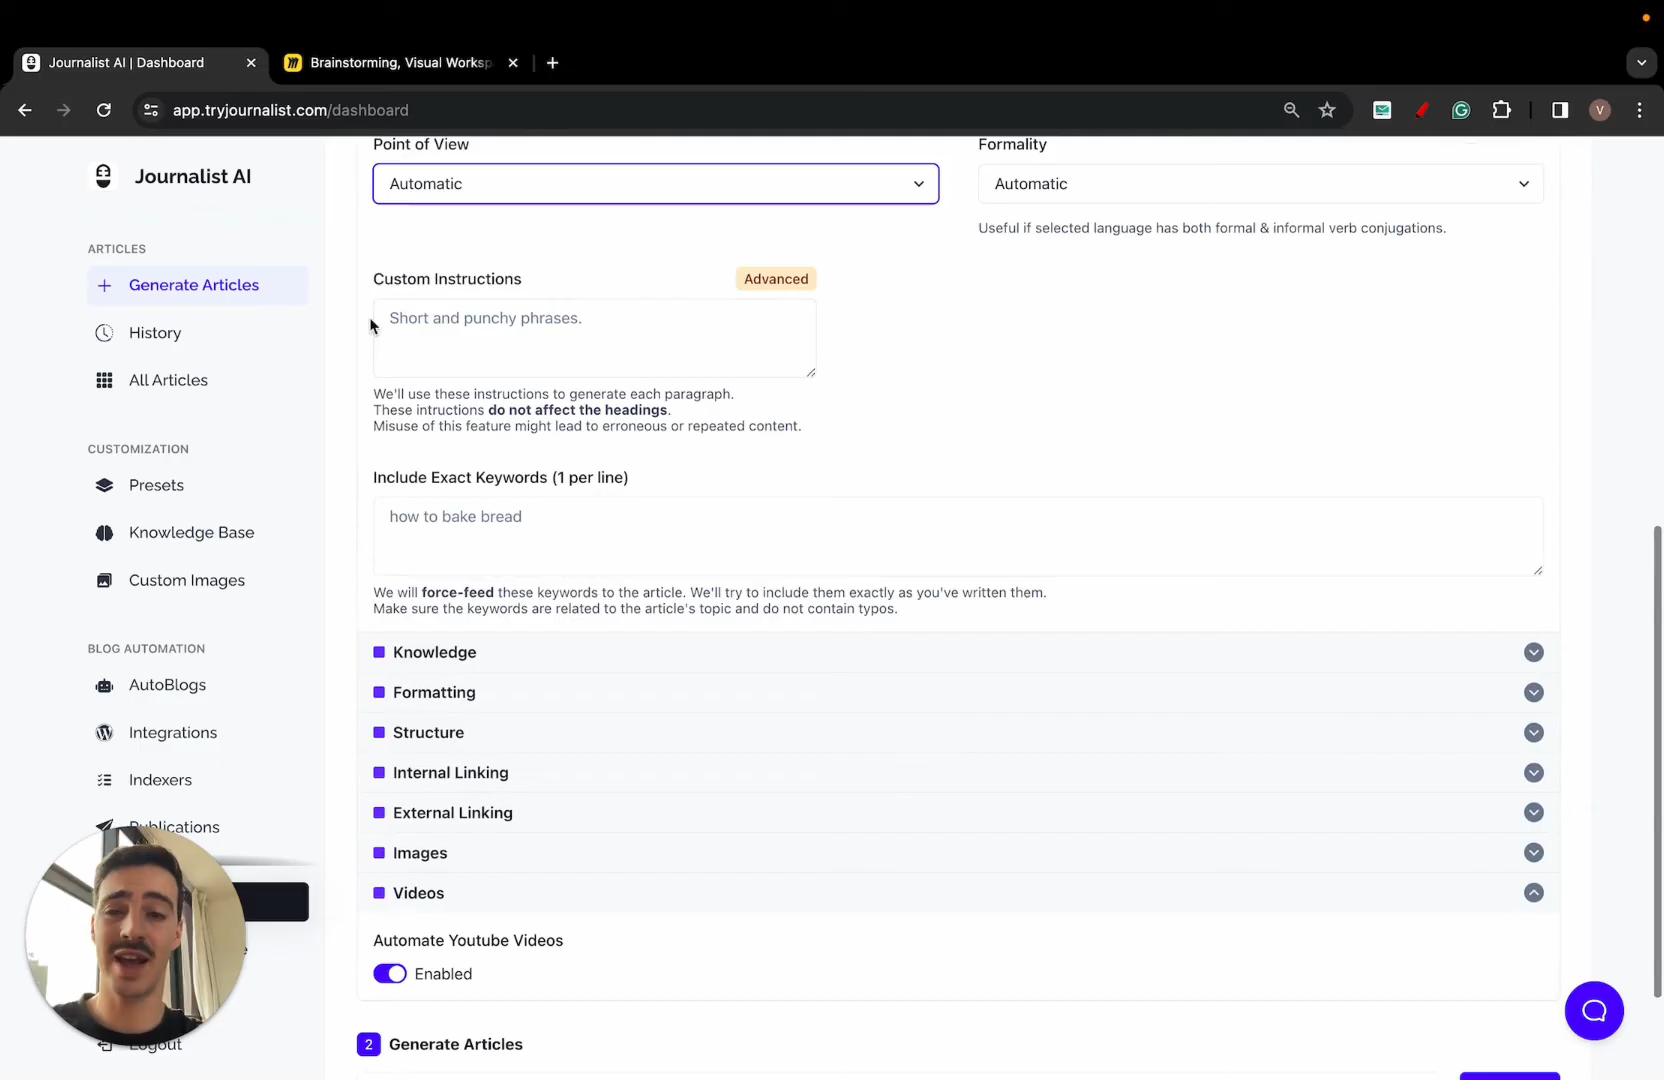 Journalist AI | Dashboard
Brainstorming, Visual Worksp
app.tryjournalist.com/dashboard
V
Journalist AI
ARTICLES
Generate Articles
History
All Articles
CUSTOMIZATION
Presets
Knowledge Base
Custom Images
BLOG AUTOMATION
AutoBlogs
Integrations
Indexers
Publications
Logout
Point of View
Automatic
Formality
Automatic
Useful if selected language has both formal & informal verb conjugations.
Custom Instructions
Advanced
Short and punchy phrases.
We'll use these instructions to generate each paragraph.
These intructions do not affect the headings.
Misuse of this feature might lead to erroneous or repeated content.
Include Exact Keywords (1 per line)
how to bake bread
We will force-feed these keywords to the article. We'll try to include them exactly as you've written them.
Make sure the keywords are related to the article's topic and do not contain typos.
Knowledge
Formatting
Structure
Internal Linking
External Linking
Images
Videos
Automate Youtube Videos
Enabled
2 Generate Articles